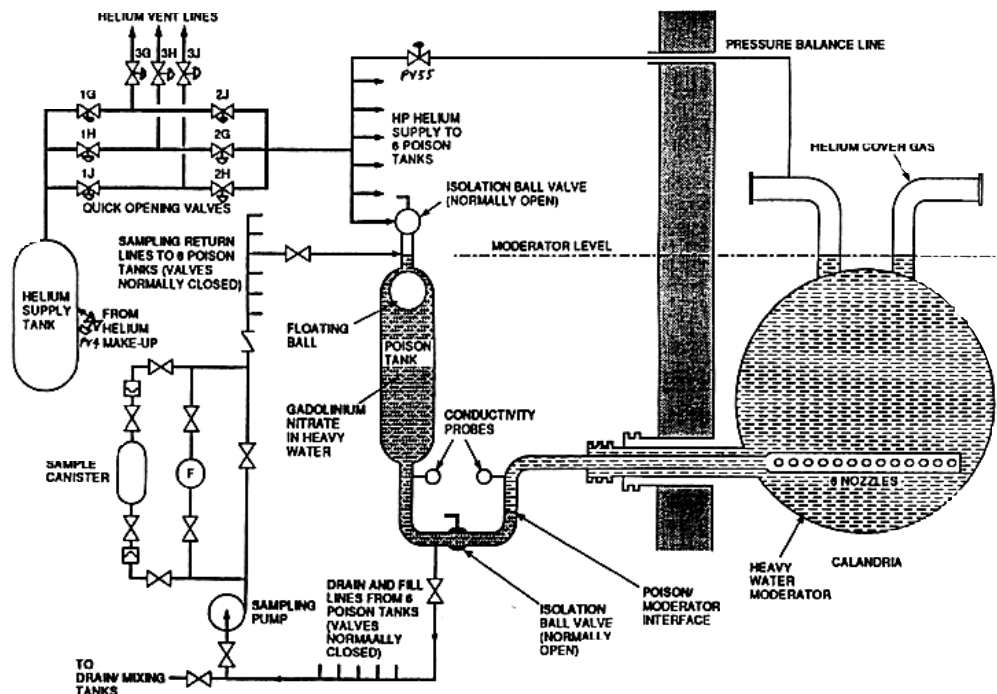 HELIUM VENT LINES
3G 3H 3J
1G
2J
1H
2G
1J
2H
QUICK OPENING VALVES
PV55
HP HELIUM
SUPPLY TO
6 POISON
TANKS
PRESSURE BALANCE LINE
HELIUM COVER GAS
ISOLATION BALL VALVE
(NORMALLY OPEN)
MODERATOR LEVEL
SAMPLING RETURN
LINES TO 6 POISON
TANKS (VALVES
NORMALLY CLOSED)
HELIUM
SUPPLY
TANK
FROM
HELIUM
MAKE-UP
PV4
FLOATING
BALL
POISON
TANK
GADOLINIUM
NITRATE
IN HEAVY
WATER
CONDUCTIVITY
PROBES
SAMPLE
CANISTER
F
6 NOZZLES
CALANDRIA
HEAVY
WATER
MODERATOR
SAMPLING
PUMP
DRAIN AND FILL
LINES FROM 6
POISON TANKS
(VALVES
NORMAALLY
CLOSED)
ISOLATION
BALL VALVE
(NORMALLY
OPEN)
POISON/
MODERATOR
INTERFACE
TO
DRAIN/ MIXING
TANKS